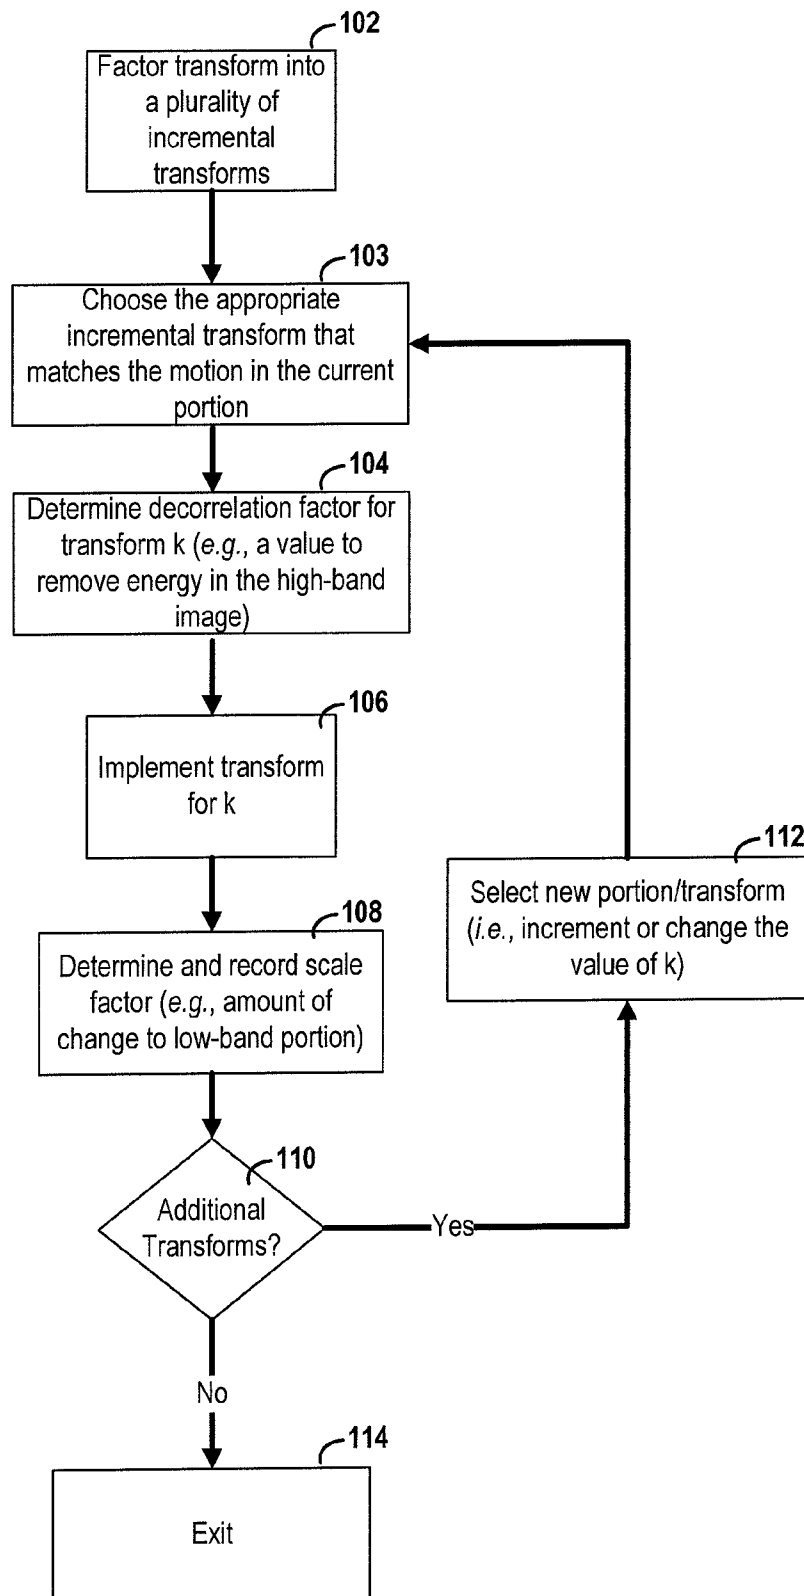 102
Factor transform into
a plurality of
incremental
transforms
103
Choose the appropriate
incremental transform that
matches the motion in the current
portion
104
Determine decorrelation factor for
transform k (e.g., a value to
remove energy in the high-band
image)
106
Implement transform
for k
108
Determine and record scale
factor (e.g., amount of
change to low-band portion)
110
Additional
Transforms?
Yes
112
Select new portion/transform
(i.e., increment or change the
value of k)
No
114
Exit